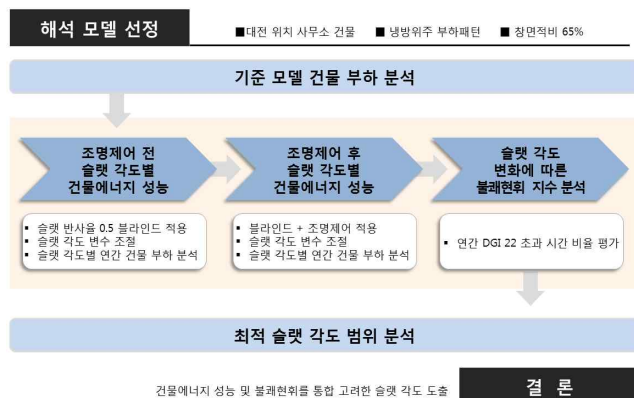 해석 모델 선정
■대전 위치 사무소 건물 ■ 냉방위주 부하패턴 ■ 창면적비 65%
기준 모델 건물 부하 분석
조명제어 전
슬랫 각도별
건물에너지 성능
조명제어 후
슬랫 각도별
건물에너지 성능
슬랫 각도
변화에 따른
불쾌현휘 지수 분석
▪ 슬랫 반사율 0.5 블라인드 적용
▪ 슬랫 각도 변수 조절
▪ 슬랫 각도별 연간 건물 부하 분석
▪ 블라인드 + 조명제어 적용
▪ 슬랫 각도 변수 조절
▪ 슬랫 각도별 연간 건물 부하 분석
▪ 연간 DGI 22 초과 시간 비율 평가
최적 슬랫 각도 범위 분석
건물에너지 성능 및 불쾌현휘를 통합 고려한 슬랫 각도 도출
결 론